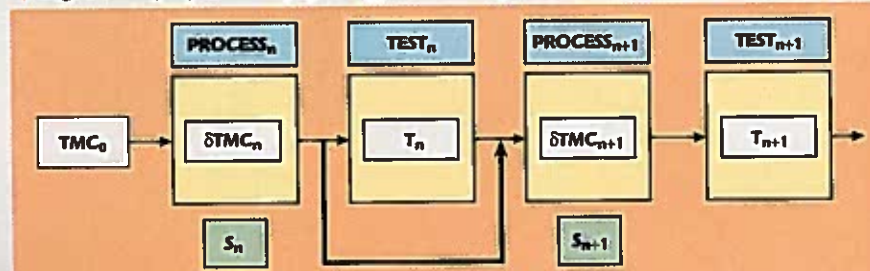 PROCESSn TESTn PROCESSn+1 TESTn+1
TMC0 δTMCn Tn δTMCn+1 Tn+1
Sn Sn+1